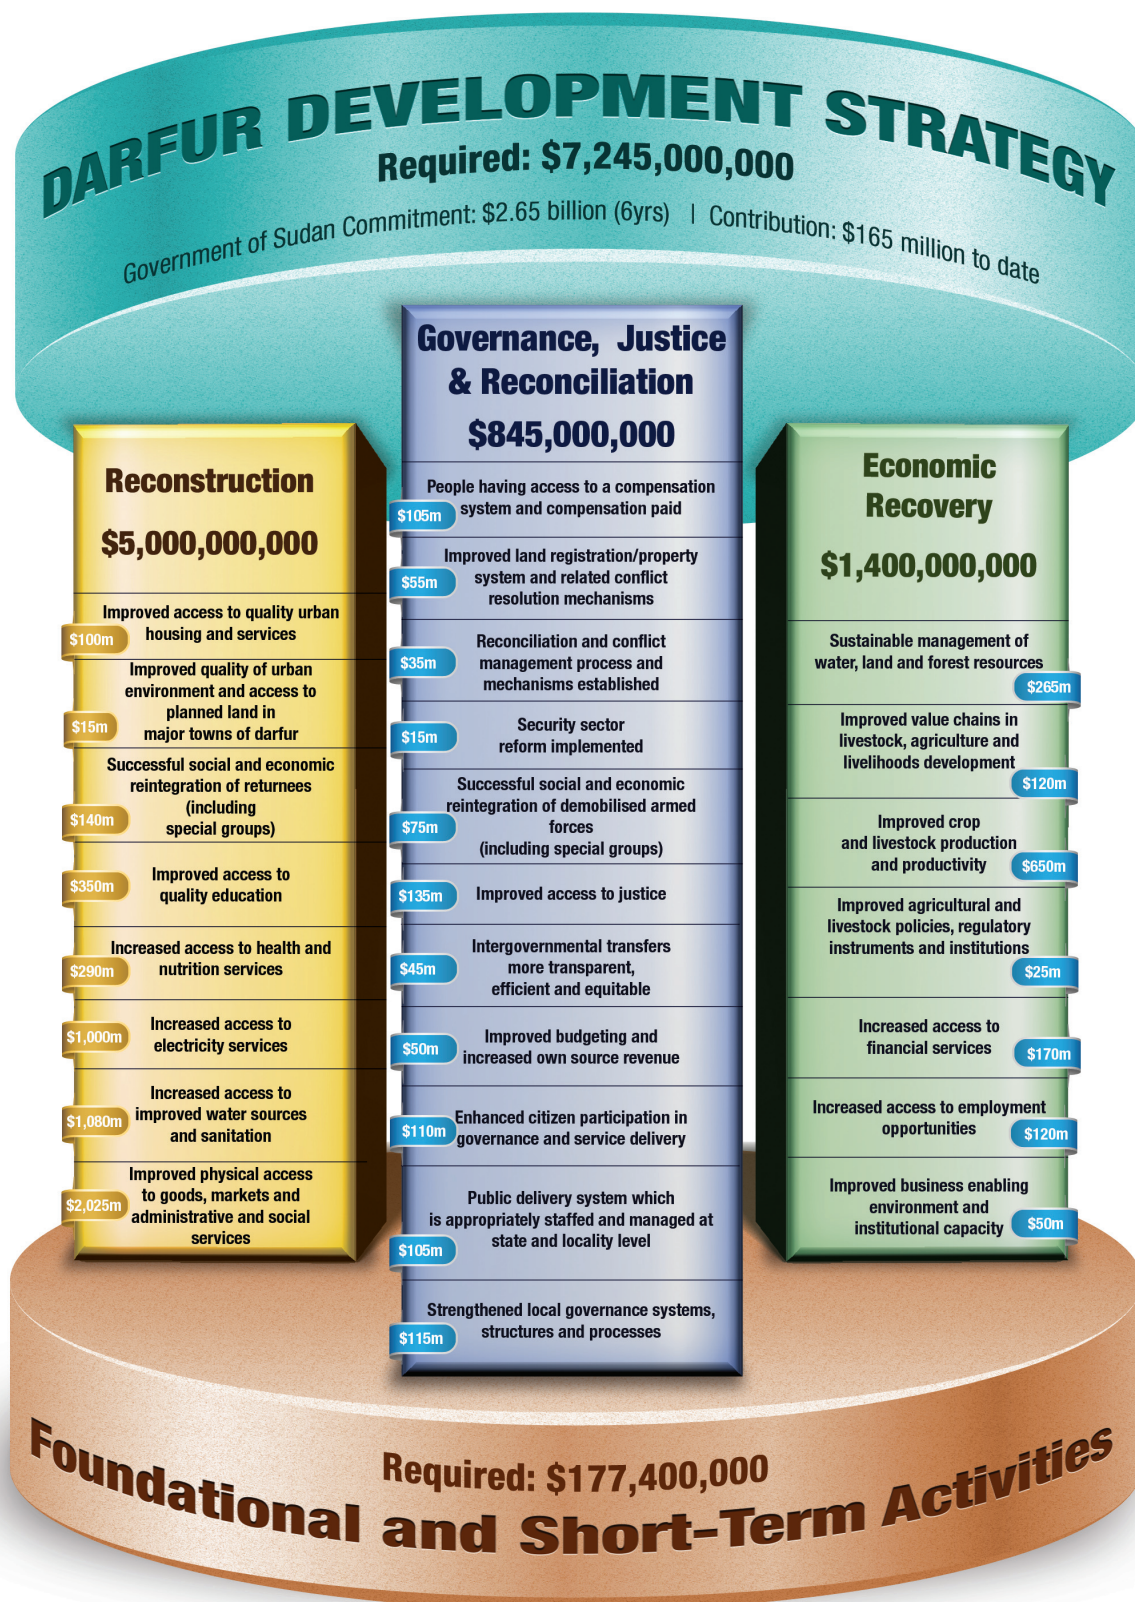 DARFUR DEVELOPMENT STRATEGY
Required: $7,245,000,000
Government of Sudan Commitment: $2.65 billion (6yrs) | Contribution: $165 million to date
Reconstruction
$5,000,000,000
Improved access to quality urban
housing and services
$100m
Improved quality of urban
environment and access to
planned land in
major towns of darfur
$15m
Successful social and economic
reintegration of returnees
(including
special groups)
$140m
Improved access to
quality education
$350m
Increased access to health and
nutrition services
$290m
Increased access to
electricity services
$1,000m
Increased access to
improved water sources
and sanitation
$1,080m
Improved physical access
to goods, markets and
administrative and social
services
$2,025m
Governance, Justice
& Reconciliation
$845,000,000
People having access to a compensation
system and compensation paid
$105m
Improved land registration/property
system and related conflict
resolution mechanisms
$55m
Reconciliation and conflict
management process and
mechanisms established
$35m
Security sector
reform implemented
$15m
Successful social and economic
reintegration of demobilised armed
forces
(including special groups)
$75m
Improved access to justice
$135m
Intergovernmental transfers
more transparent,
efficient and equitable
$45m
Improved budgeting and
increased own source revenue
$50m
Enhanced citizen participation in
governance and service delivery
$110m
Public delivery system which
is appropriately staffed and managed at
state and locality level
$105m
Strengthened local governance systems,
structures and processes
$115m
Economic
Recovery
$1,400,000,000
Sustainable management of
water, land and forest resources
$265m
Improved value chains in
livestock, agriculture and
livelihoods development
$120m
Improved crop
and livestock production
and productivity
$650m
Improved agricultural and
livestock policies, regulatory
instruments and institutions
$25m
Increased access to
financial services
$170m
Increased access to employment
opportunities
$120m
Improved business enabling
environment and
institutional capacity
$50m
Required: $177,400,000
Foundational and Short-Term Activities